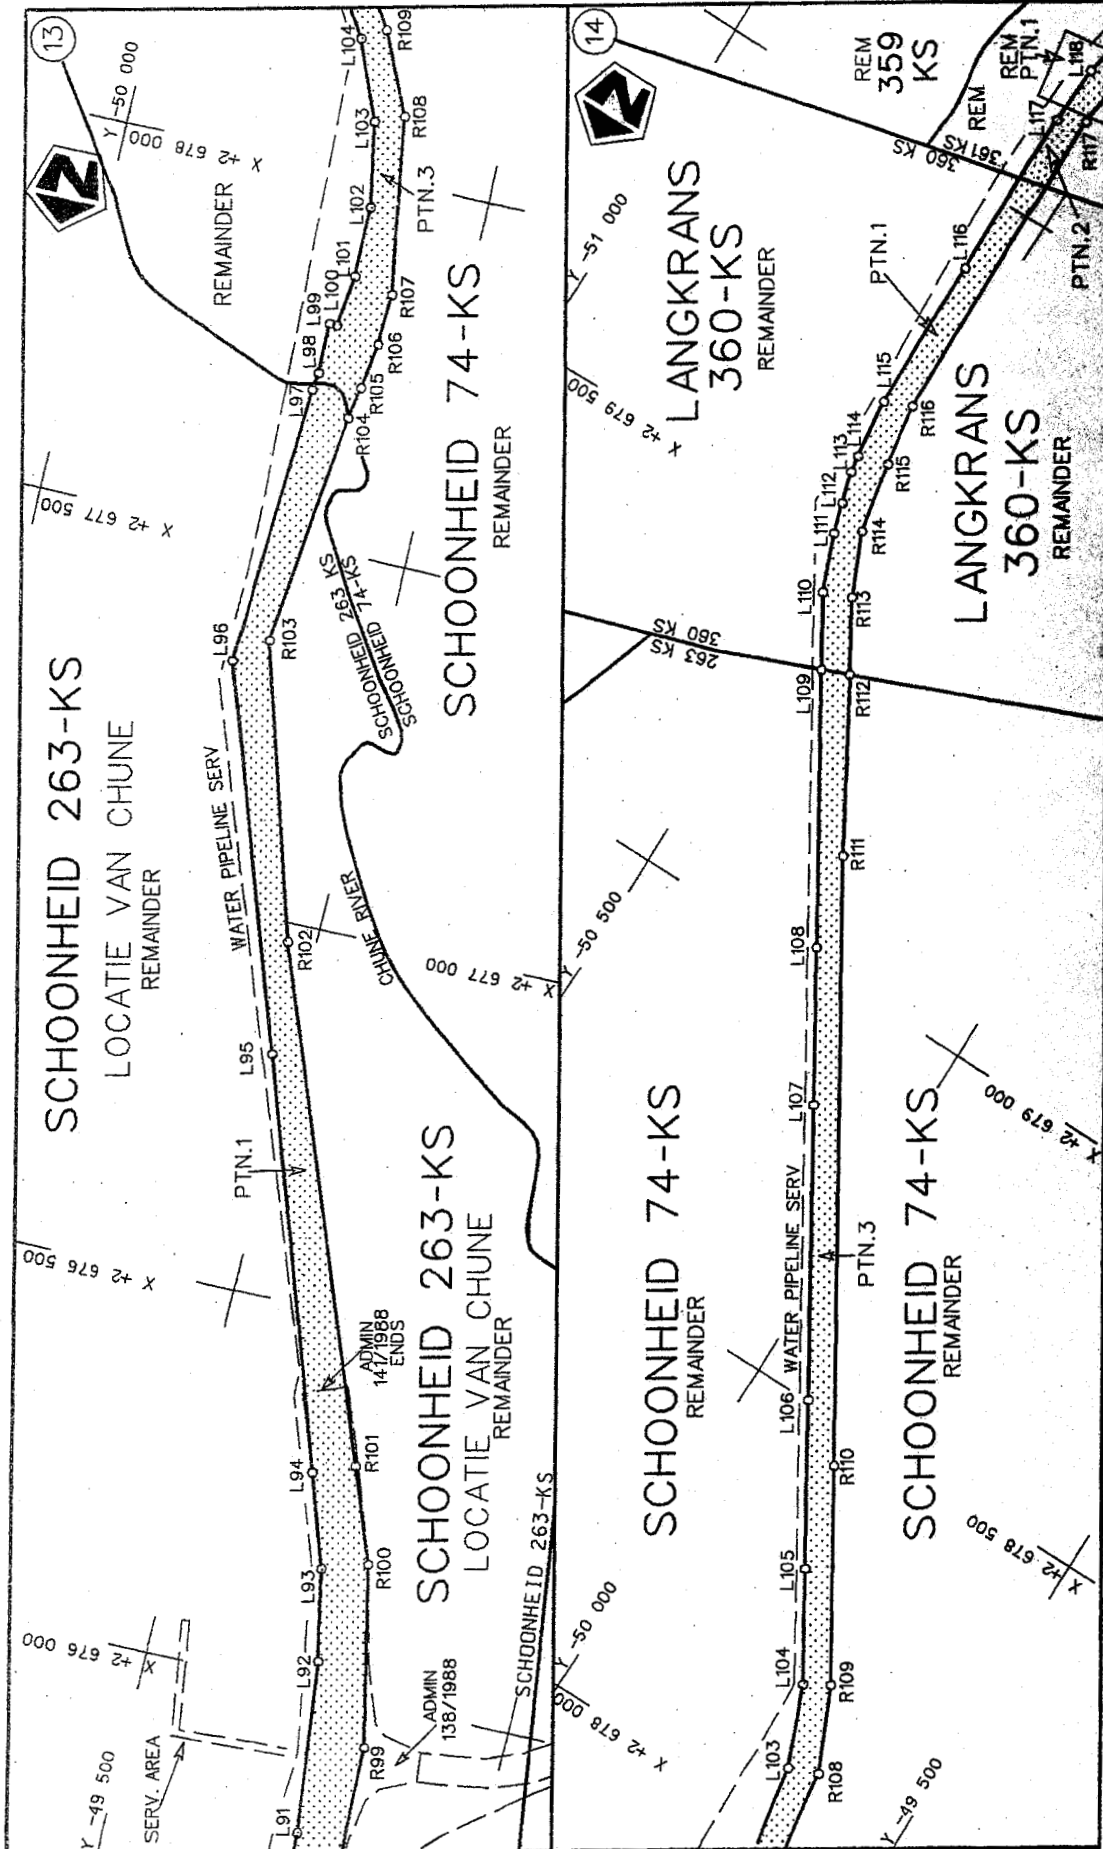 13
Y -50 000
X +2 678 000
REMAINDER
L104
R109
L103
R108
L102
PTN.3
L101
L100
L99
L98
L97
R107
R106
R105
R104
X +2 677 500
SCHOONHEID 74-KS
REMAINDER
SCHOONHEID 263 KS
SCHOONHEID 74-KS
L96
R103
SCHOONHEID 263-KS
LOCATIE VAN CHUNE
REMAINDER
WATER PIPELINE SERV
R102
CHUNE RIVER
X +2 677 000
L95
PTN.1
X +2 676 500
ADMIN
141/1988
ENDS
SCHOONHEID 263-KS
LOCATIE VAN CHUNE
REMAINDER
L94
R101
L93
R100
SCHOONHEID 263-KS
X +2 676 000
L92
ADMIN
138/1988
R99
SERV. AREA
Y -49 500
L91
14
REM
359
KS
REM
PTN.1
L118
REM
L117
R117
360 KS
361 KS
PTN.2
Y -51 000
LANGKRANS
360-KS
REMAINDER
PTN.1
L116
X +2 679 500
L115
R116
L114
L113
R115
L112
L111
R114
LANGKRANS
360-KS
REMAINDER
L110
R113
360 KS
263 KS
L109
R112
R111
Y -50 500
L108
L107
X +2 679 000
SCHOONHEID 74-KS
REMAINDER
WATER PIPELINE SERV
PTN.3
SCHOONHEID 74-KS
REMAINDER
L106
R110
L105
X +2 678 500
Y -50 000
X +2 678 000
L104
R109
L103
R108
Y -49 500